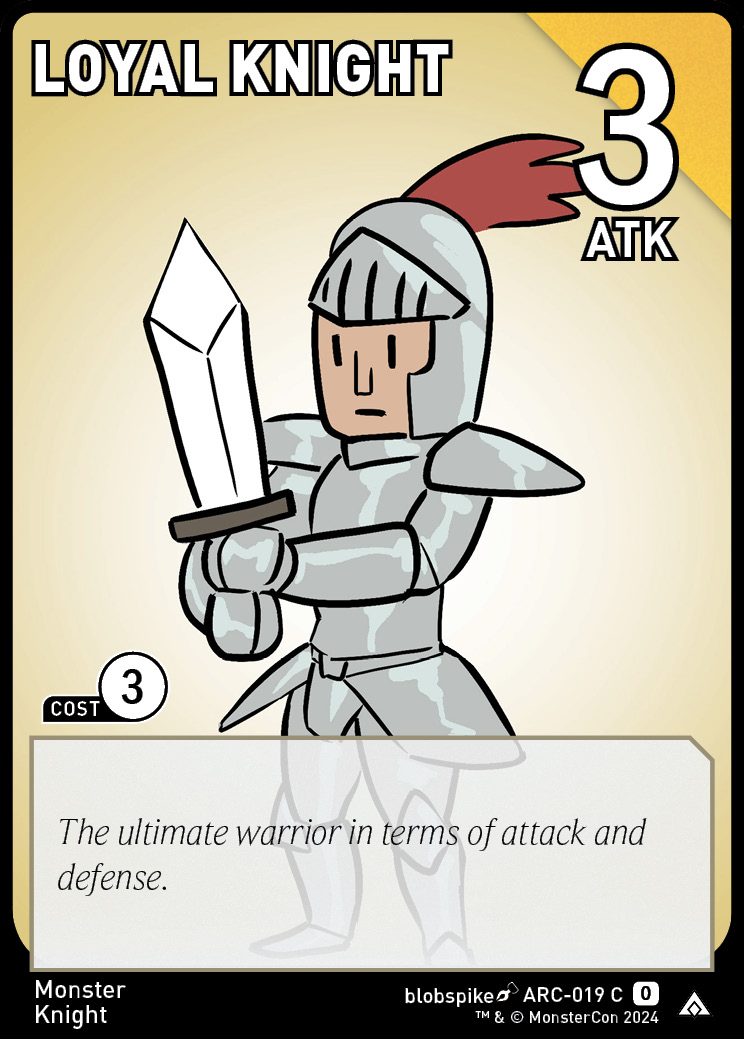 LOYAL KNIGHT
3
ATK
COST 3
The ultimate warrior in terms of attack and
defense.
Monster
Knight
blobspike ARC-019 C 0
™ & © MonsterCon 2024